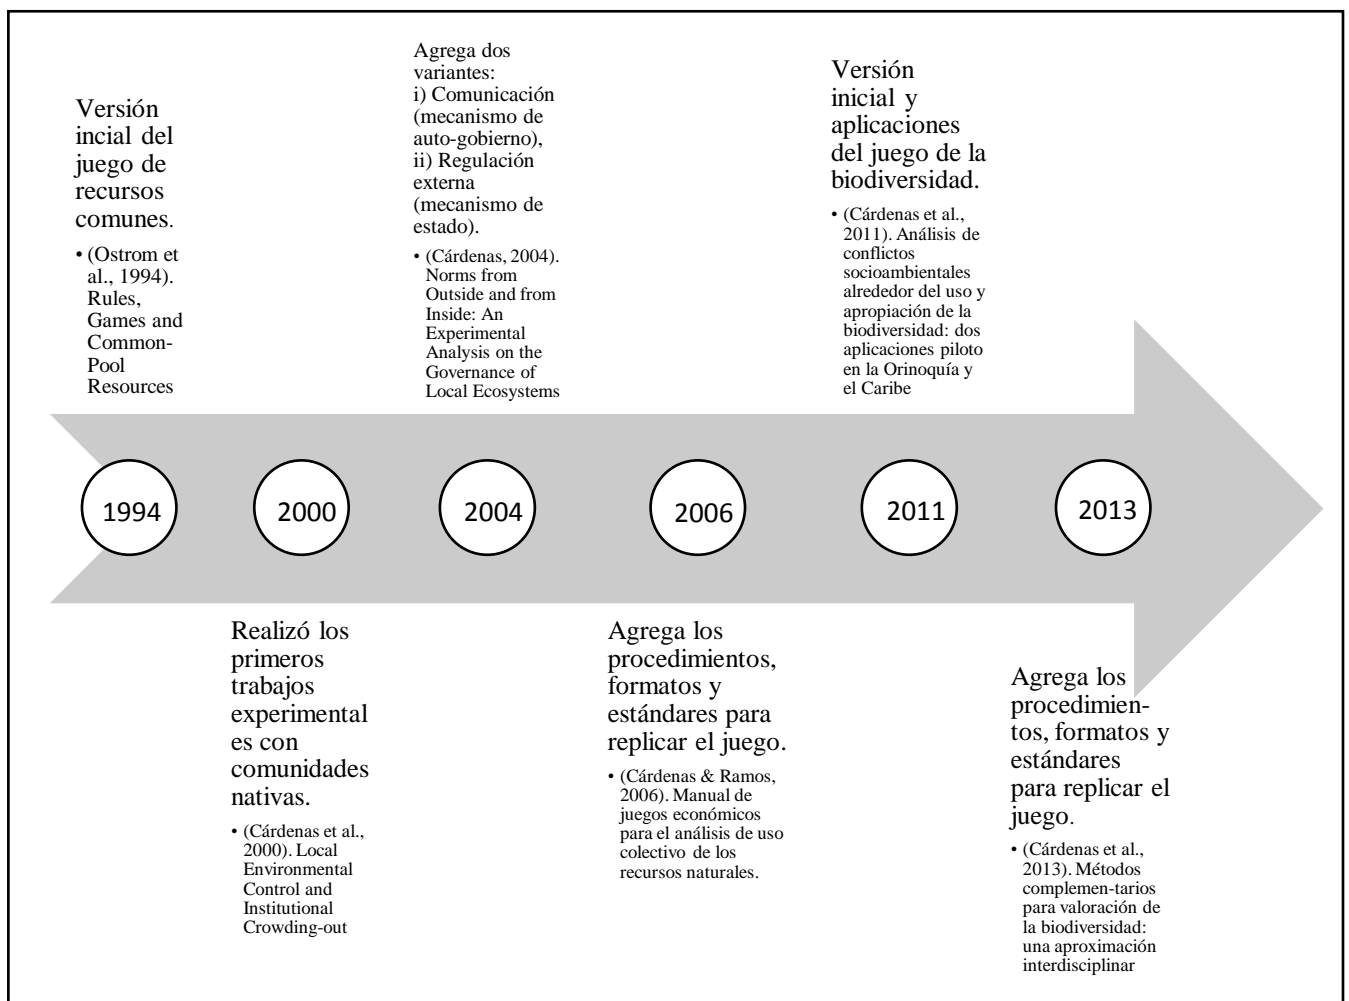 Versión
incial del
juego de
recursos
comunes.
• (Ostrom et
al., 1994).
Rules,
Games and
Common-
Pool
Resources
Agrega dos
variantes:
i) Comunicación
(mecanismo de
auto-gobierno),
ii) Regulación
externa
(mecanismo de
estado).
• (Cárdenas, 2004).
Norms from
Outside and from
Inside: An
Experimental
Analysis on the
Governance of
Local Ecosystems
Versión
inicial y
aplicaciones
del juego de la
biodiversidad.
• (Cárdenas et al.,
2011). Análisis de
conflictos
socioambientales
alrededor del uso y
apropiación de la
biodiversidad: dos
aplicaciones piloto
en la Orinoquía y
el Caribe
1994
2000
2004
2006
2011
2013
Realizó los
primeros
trabajos
experimental
es con
comunidades
nativas.
• (Cárdenas et al.,
2000). Local
Environmental
Control and
Institutional
Crowding-out
Agrega los
procedimientos,
formatos y
estándares para
replicar el juego.
• (Cárdenas & Ramos,
2006). Manual de
juegos económicos
para el análisis de uso
colectivo de los
recursos naturales.
Agrega los
procedimien-
tos, formatos y
estándares
para replicar el
juego.
• (Cárdenas et al.,
2013). Métodos
complemen-tarios
para valoración de
la biodiversidad:
una aproximación
interdisciplinar